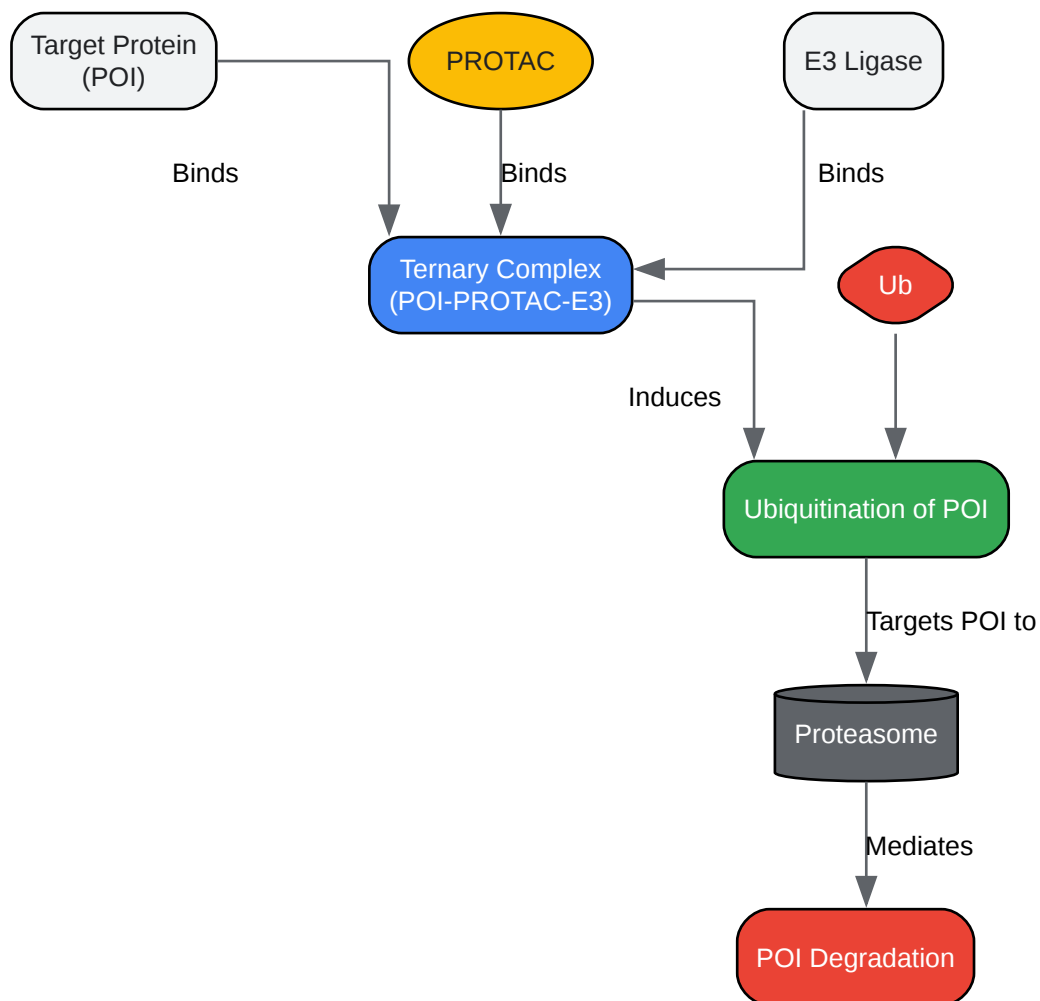 Target Protein
(POI)
PROTAC
E3 Ligase
Binds
Binds
Binds
Ternary Complex
(POI-PROTAC-E3)
Ub
Induces
Ubiquitination of POI
Targets POI to
Proteasome
Mediates
POI Degradation